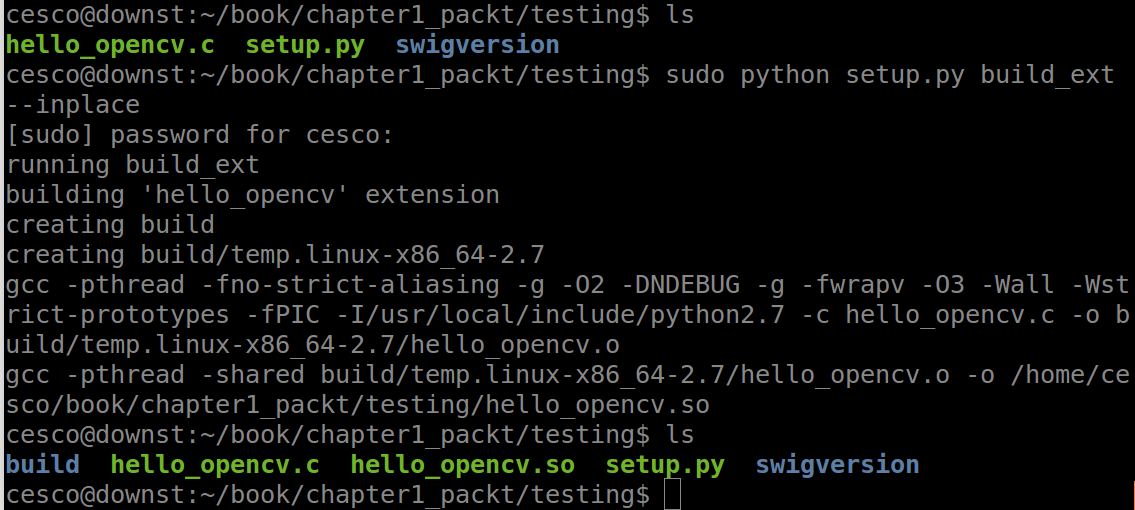 cesco@downst:~/book/chapter1_packt/testing$ ls
hello_opencv.c  setup.py  swigversion
cesco@downst:~/book/chapter1_packt/testing$ sudo python setup.py build_ext
--inplace
[sudo] password for cesco:
running build_ext
building 'hello_opencv' extension
creating build
creating build/temp.linux-x86_64-2.7
gcc -pthread -fno-strict-aliasing -g -O2 -DNDEBUG -g -fwrapv -O3 -Wall -Wst
rict-prototypes -fPIC -I/usr/local/include/python2.7 -c hello_opencv.c -o b
uild/temp.linux-x86_64-2.7/hello_opencv.o
gcc -pthread -shared build/temp.linux-x86_64-2.7/hello_opencv.o -o /home/ce
sco/book/chapter1_packt/testing/hello_opencv.so
cesco@downst:~/book/chapter1_packt/testing$ ls
build  hello_opencv.c  hello_opencv.so  setup.py  swigversion
cesco@downst:~/book/chapter1_packt/testing$